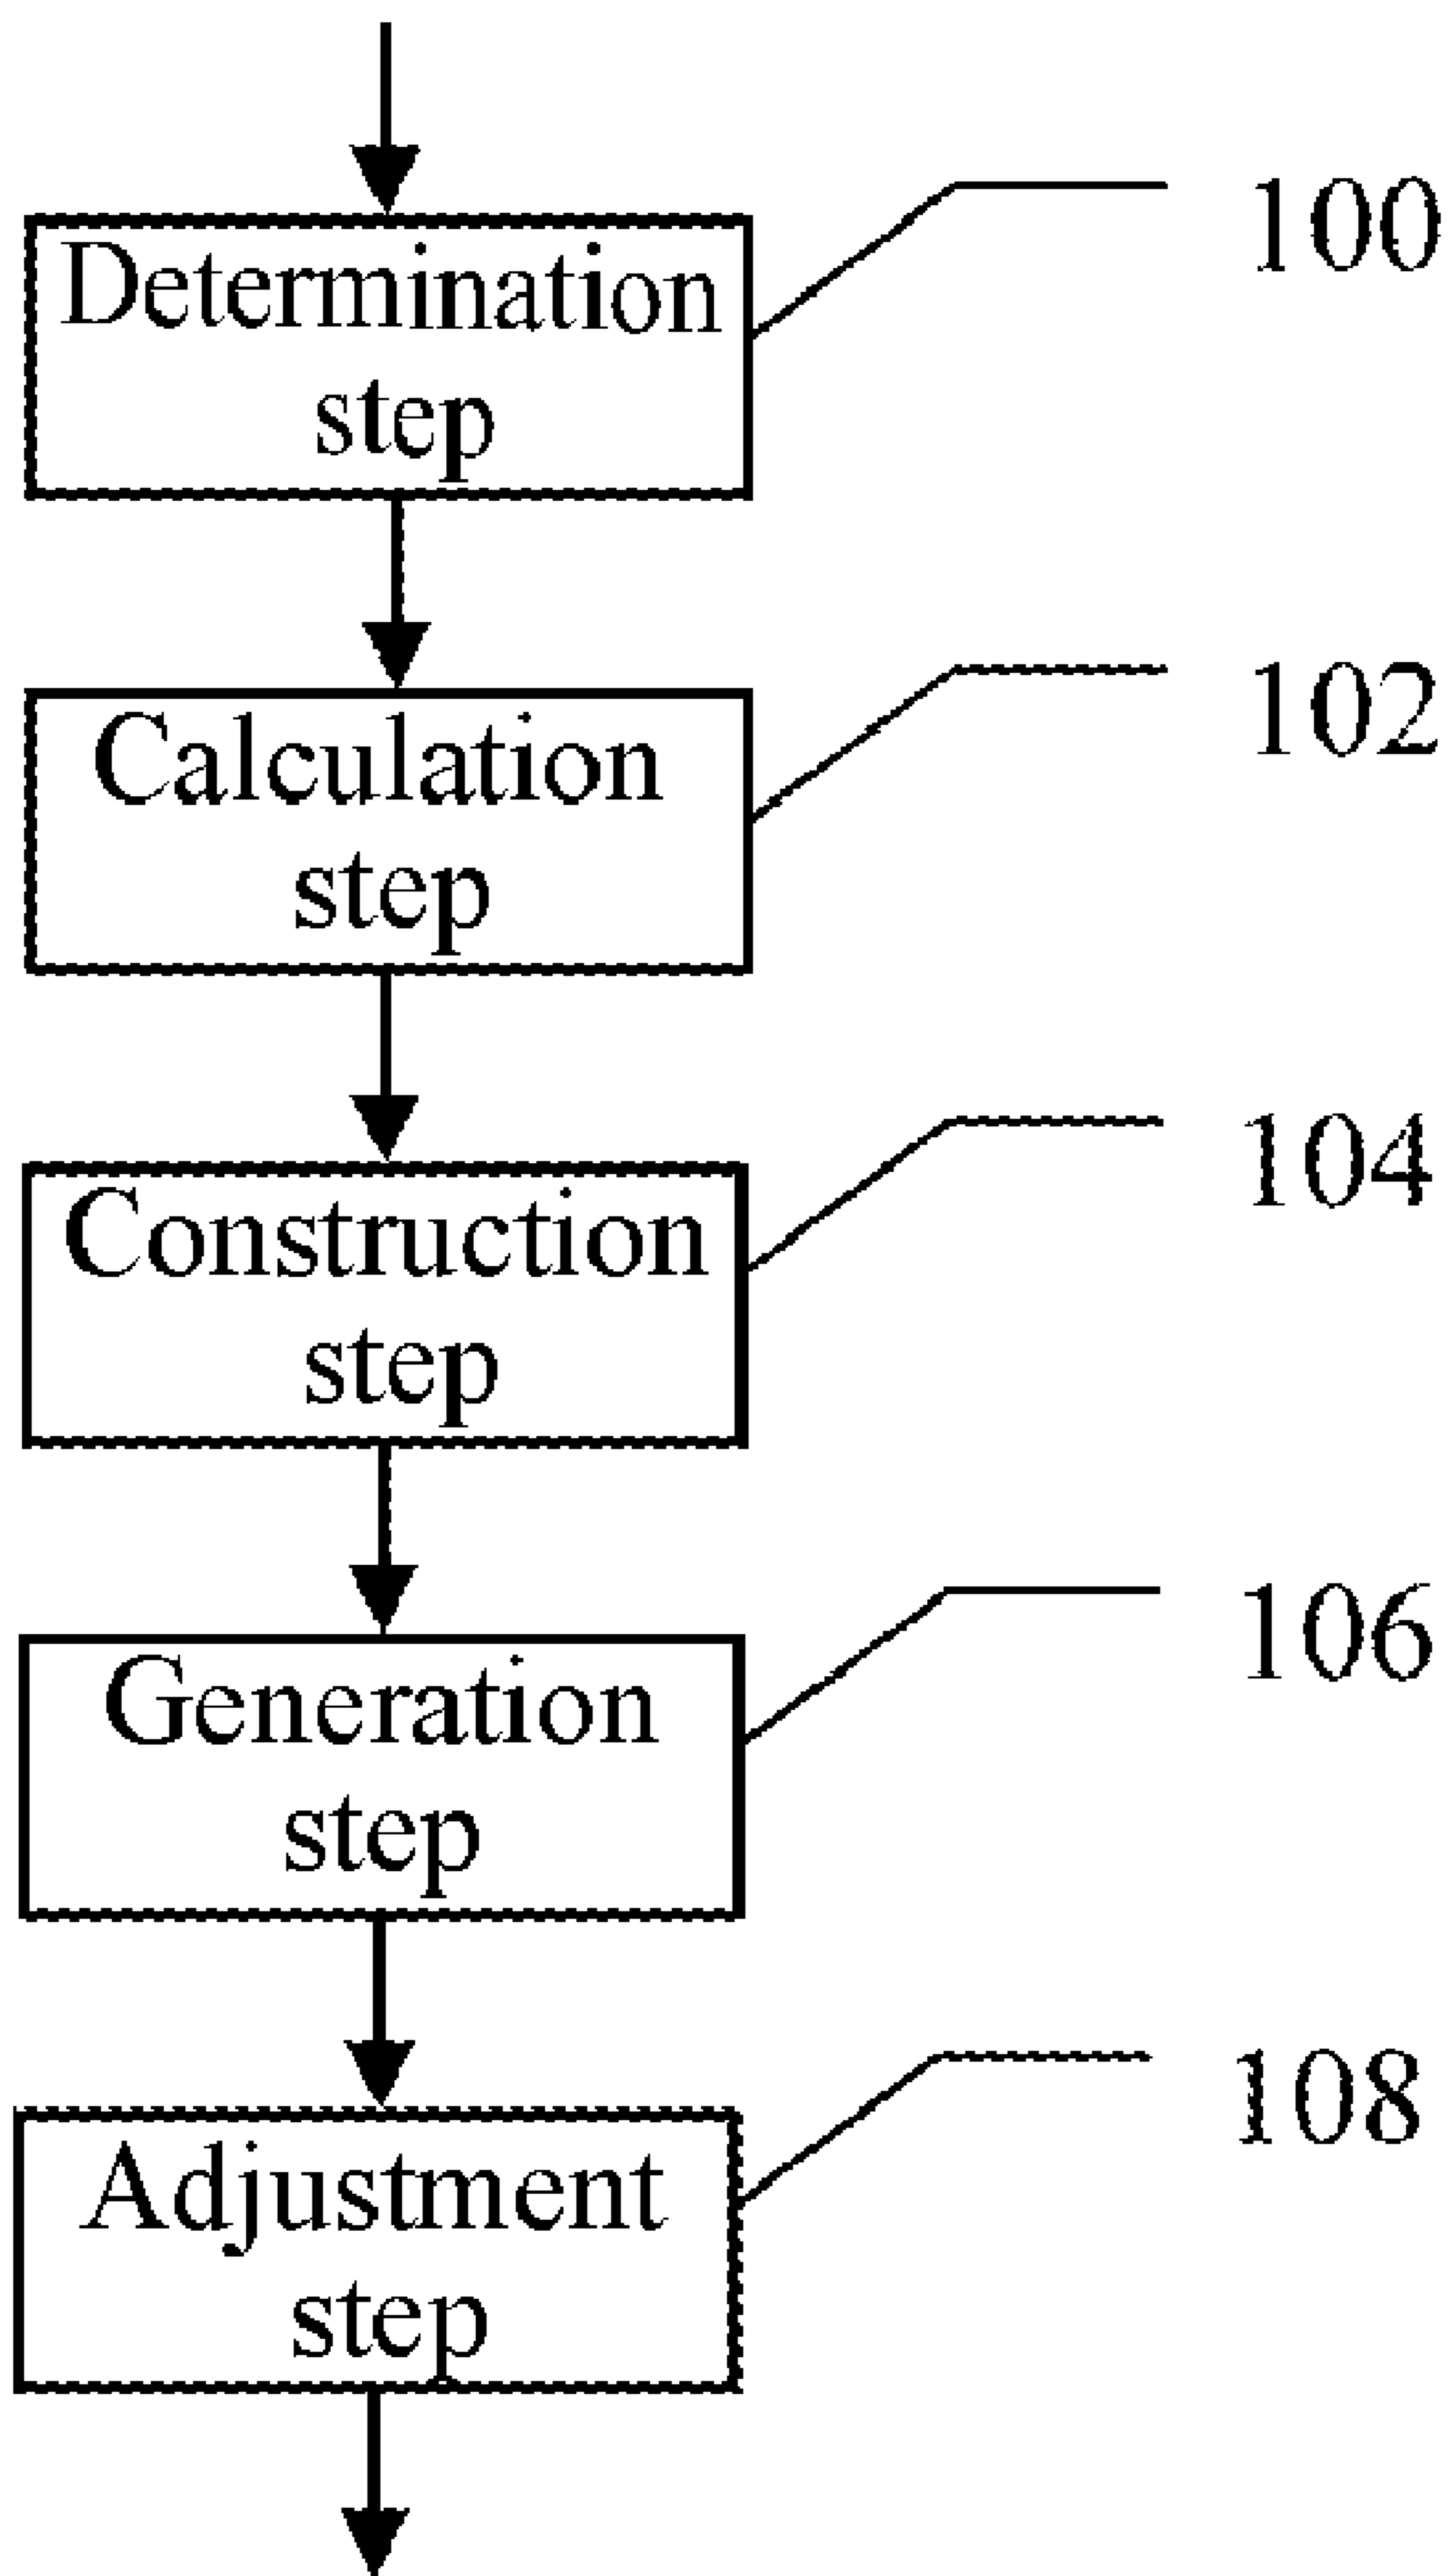 Determination
step
100
Calculation
step
102
Construction
step
104
Generation
step
106
Adjustment
step
108